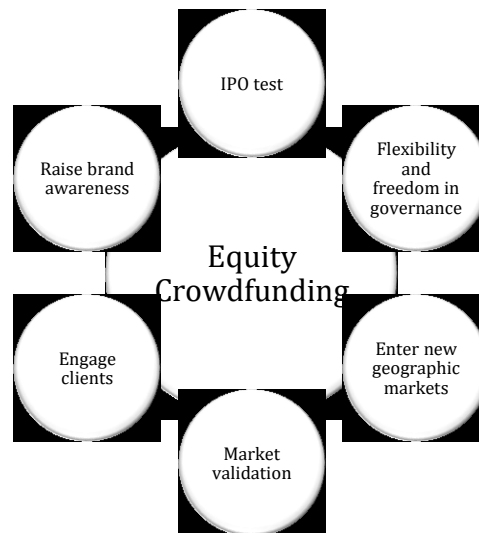 IPO test
Flexibility
and
freedom in
governance
Enter new
geographic
markets
Market
validation
Engage
clients
Raise brand
awareness
Equity
Crowdfunding